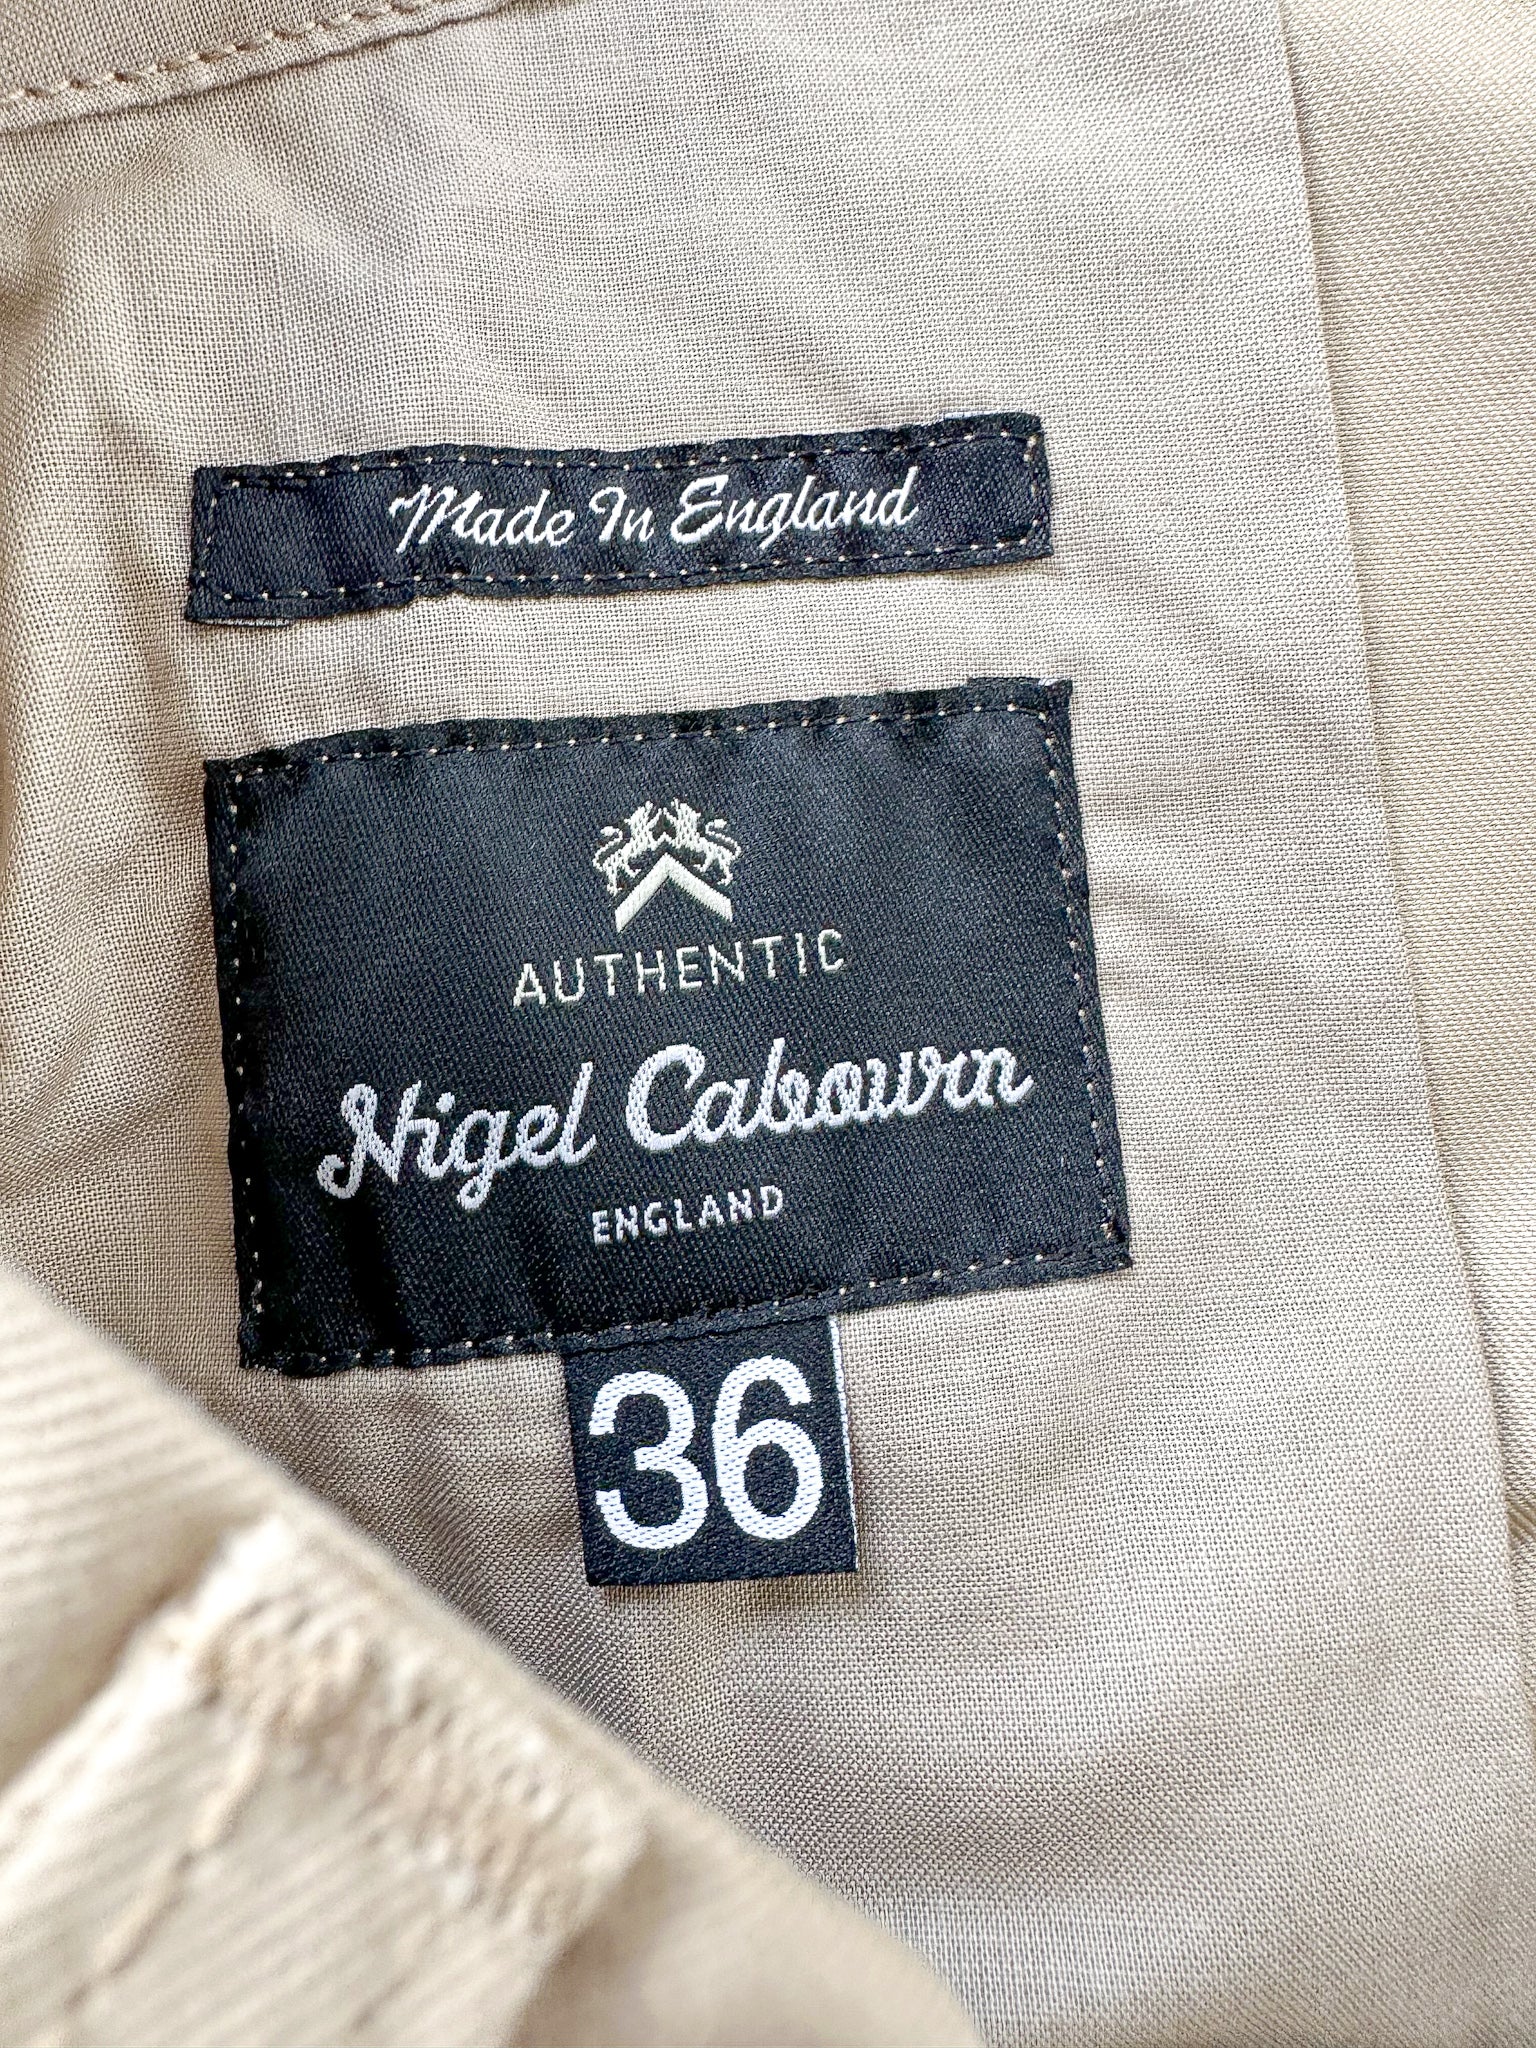 Made In England
AUTHENTIC
Nigel Cabourn
ENGLAND
36